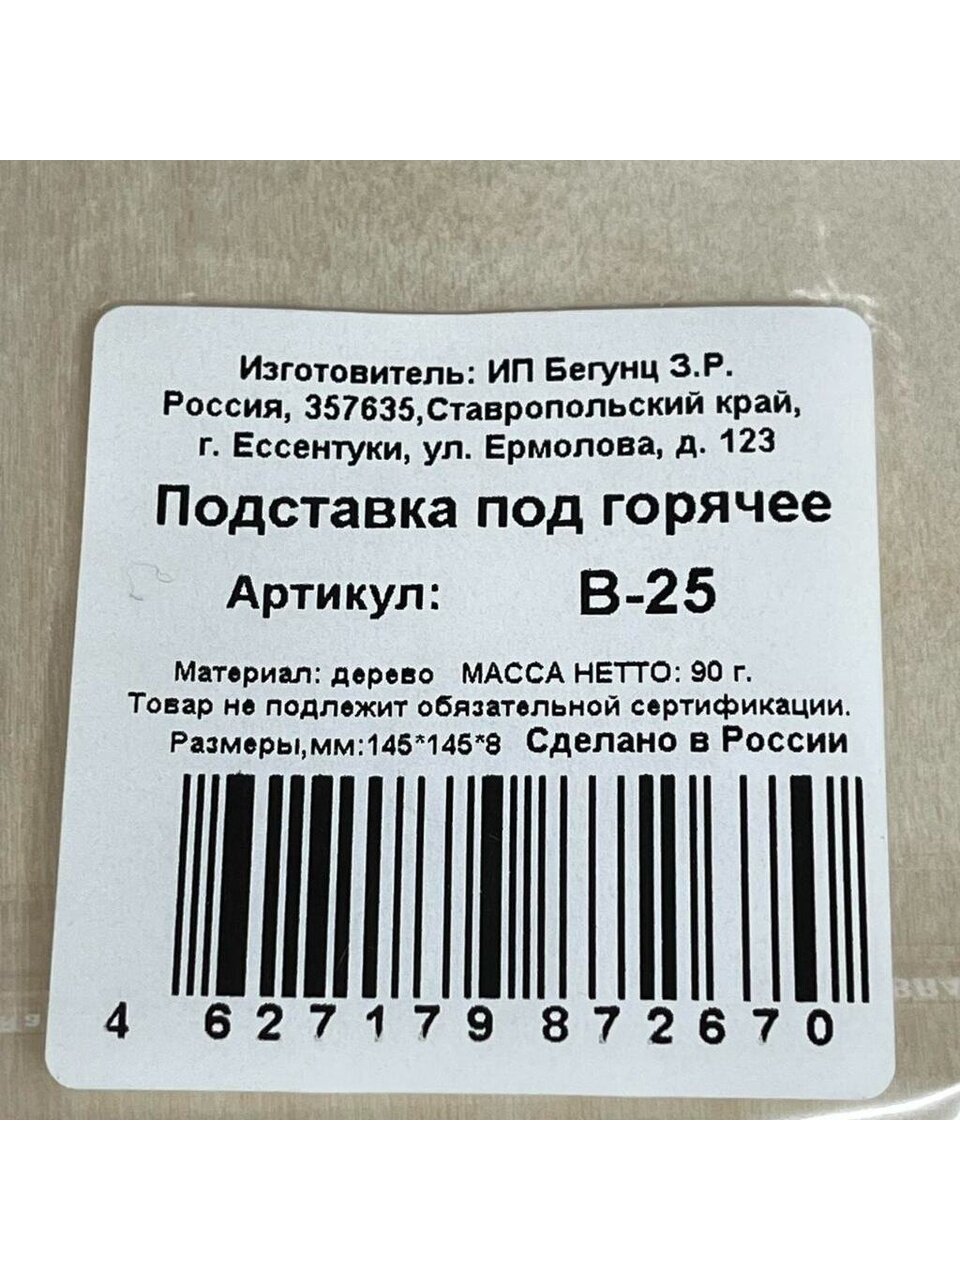 Изготовитель: ИП Бегунц З.Р.
Россия, 357635,Ставропольский край,
г. Ессентуки, ул. Ермолова, д. 123
Подставка под горячее
Артикул: В-25
Материал: дерево МАССА НЕТТО: 90 г.
Товар не подлежит обязательной сертификации.
Размеры,мм:145*145*8 Сделано в России
4 627179 872670